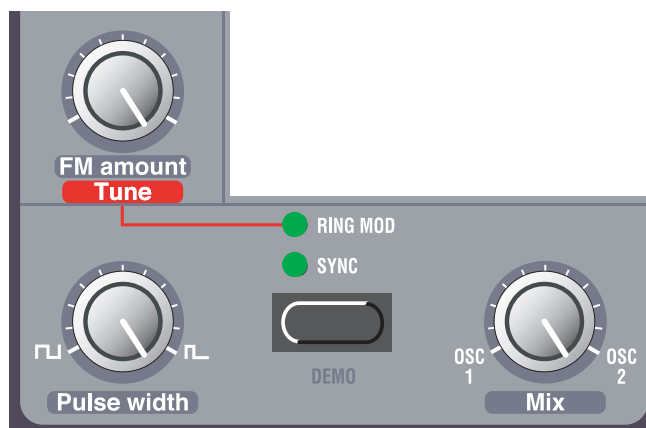 FM amount
Tune
RING MOD
SYNC
OSC
1
OSC
2
DEMO
Pulse width
Mix